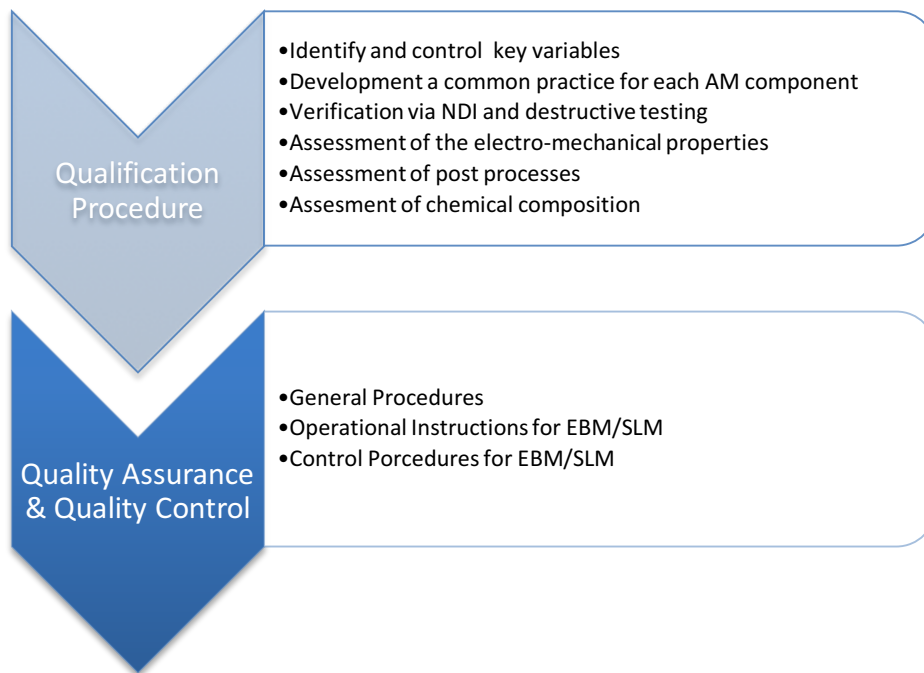 Qualification
Procedure
•Identify and control key variables
•Development a common practice for each AM component
•Verification via NDI and destructive testing
•Assessment of the electro-mechanical properties
•Assessment of post processes
•Assesment of chemical composition
Quality Assurance
& Quality Control
•General Procedures
•Operational Instructions for EBM/SLM
•Control Porcedures for EBM/SLM